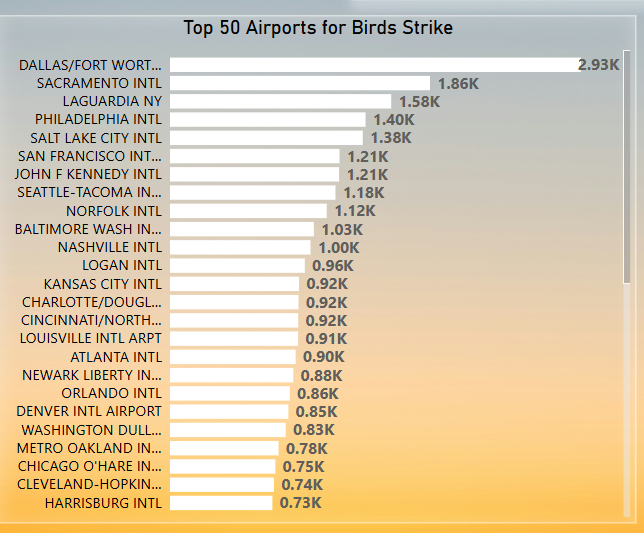 Top 50 Airports for Birds Strike
DALLAS/FORT WORT... 2.93K
SACRAMENTO INTL 1.86K
LAGUARDIA NY 1.58K
PHILADELPHIA INTL 1.40K
SALT LAKE CITY INTL 1.38K
SAN FRANCISCO INT... 1.21K
JOHN F KENNEDY INTL 1.21K
SEATTLE-TACOMA IN... 1.18K
NORFOLK INTL 1.12K
BALTIMORE WASH IN... 1.03K
NASHVILLE INTL 1.00K
LOGAN INTL 0.96K
KANSAS CITY INTL 0.92K
CHARLOTTE/DOUGL... 0.92K
CINCINNATI/NORTH... 0.92K
LOUISVILLE INTL ARPT 0.91K
ATLANTA INTL 0.90K
NEWARK LIBERTY IN... 0.88K
ORLANDO INTL 0.86K
DENVER INTL AIRPORT 0.85K
WASHINGTON DULL... 0.83K
METRO OAKLAND IN... 0.78K
CHICAGO O'HARE IN... 0.75K
CLEVELAND-HOPKIN... 0.74K
HARRISBURG INTL 0.73K